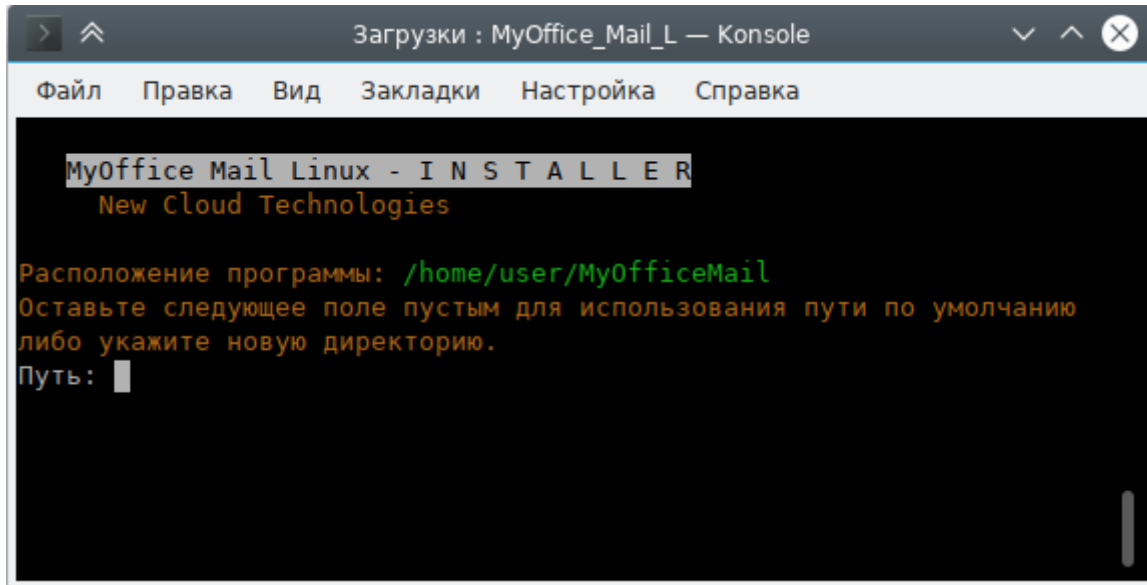 Загрузки : MyOffice_Mail_L — Konsole
Файл Правка Вид Закладки Настройка Справка
MyOffice Mail Linux - I N S T A L L E R
New Cloud Technologies
Расположение программы: /home/user/MyOfficeMail
Оставьте следующее поле пустым для использования пути по умолчанию
либо укажите новую директорию.
Путь: